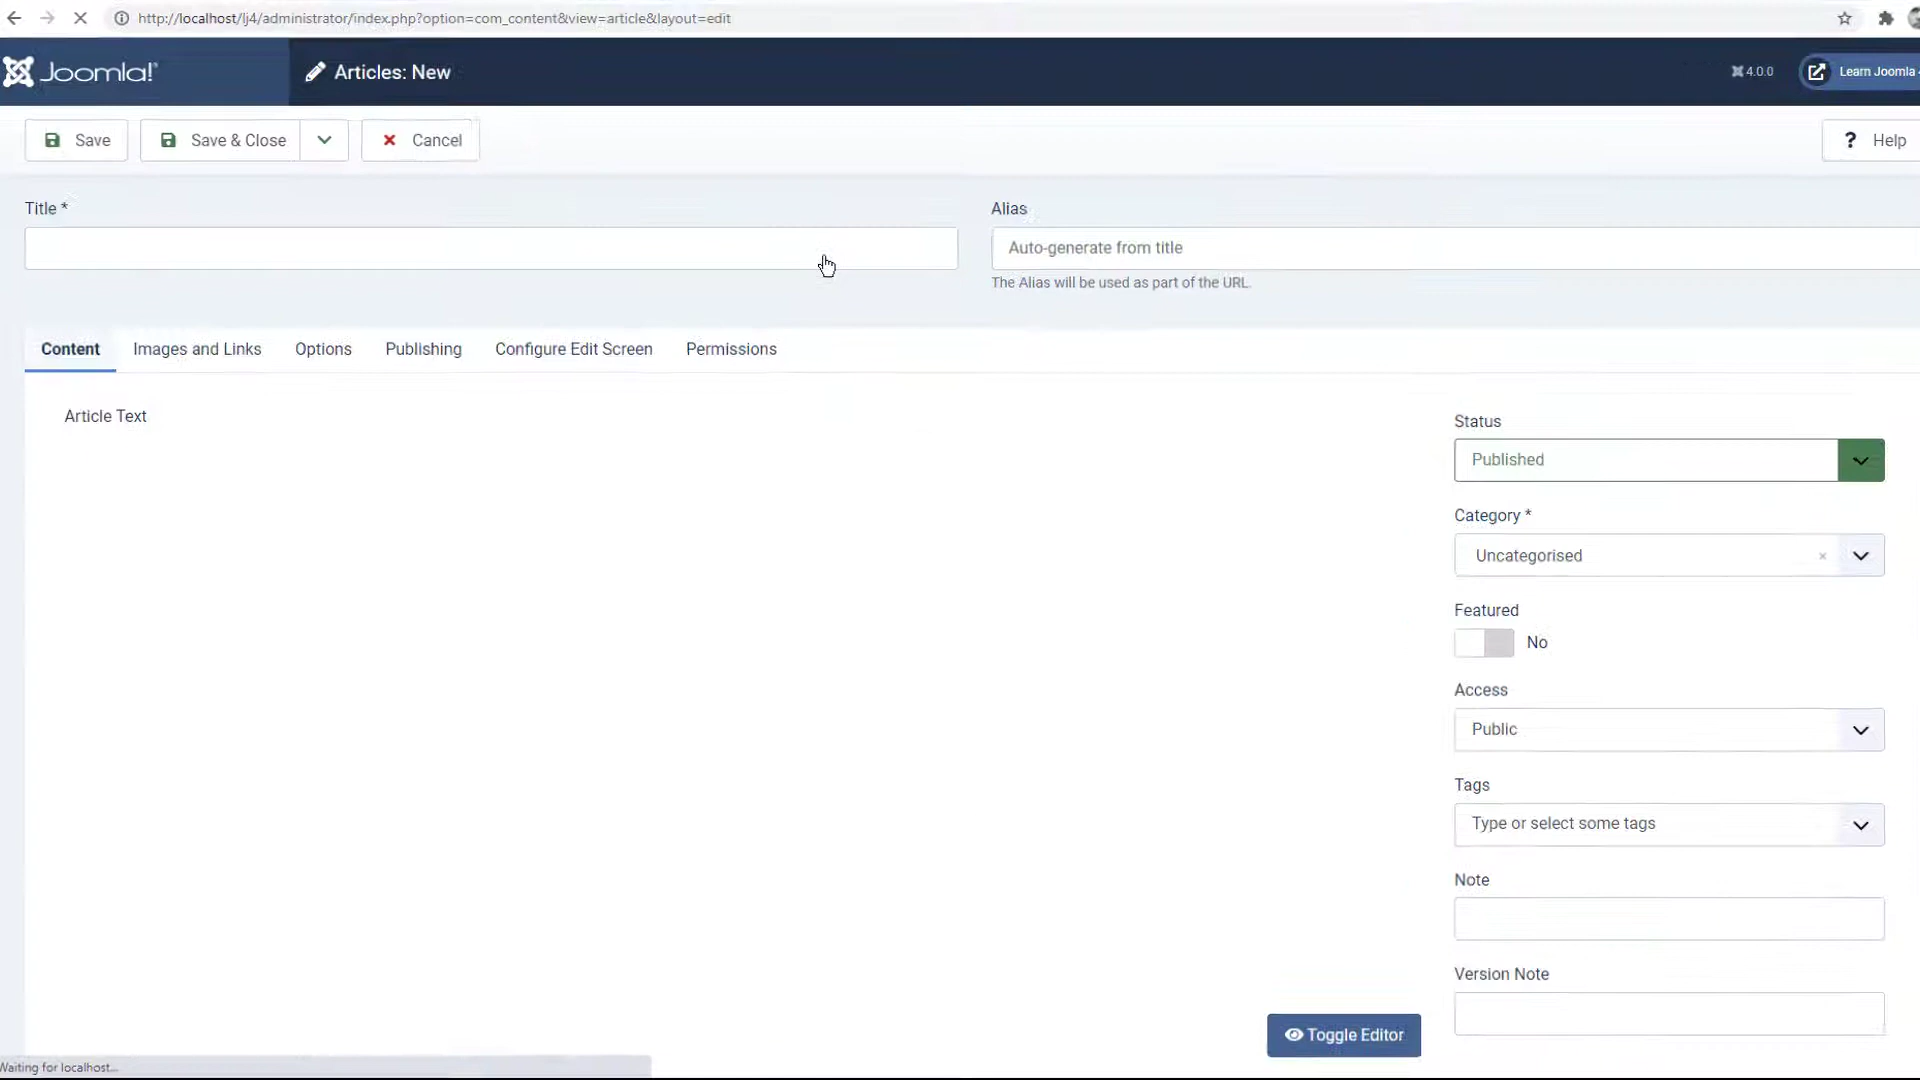 http://localhost/lj4/administrator/index.php?option=com_content&view=article&layout=edit
Joomla!
Articles: New
4.0.0
Learn Joomla
Save
Save & Close
Cancel
? Help
Title *
Alias
Auto-generate from title
The Alias will be used as part of the URL.
Content
Images and Links
Options
Publishing
Configure Edit Screen
Permissions
Article Text
Status
Published
Category *
Uncategorised
Featured
No
Access
Public
Tags
Type or select some tags
Note
Version Note
Toggle Editor
Waiting for localhost...